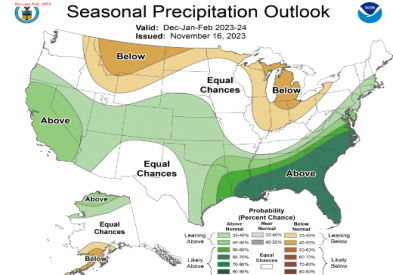 Seasonal Precipitation Outlook
Valid: Dec-Jan-Feb 2023-24
Issued: November 16, 2023
NOAA
Below
Equal
Chances
Below
Above
Equal
Chances
Above
Above
Equal
Chances
Below
Probability
(Percent Chance)
Above
Normal
Near
Normal
Below
Normal
Leaning
Above
Likely
Above
33-40%
40-50%
50-60%
60-70%
70-80%
80-90%
33-40%
40-50%
Equal
Chances
33-40%
40-50%
50-60%
60-70%
70-80%
80-90%
Leaning
Below
Likely
Below